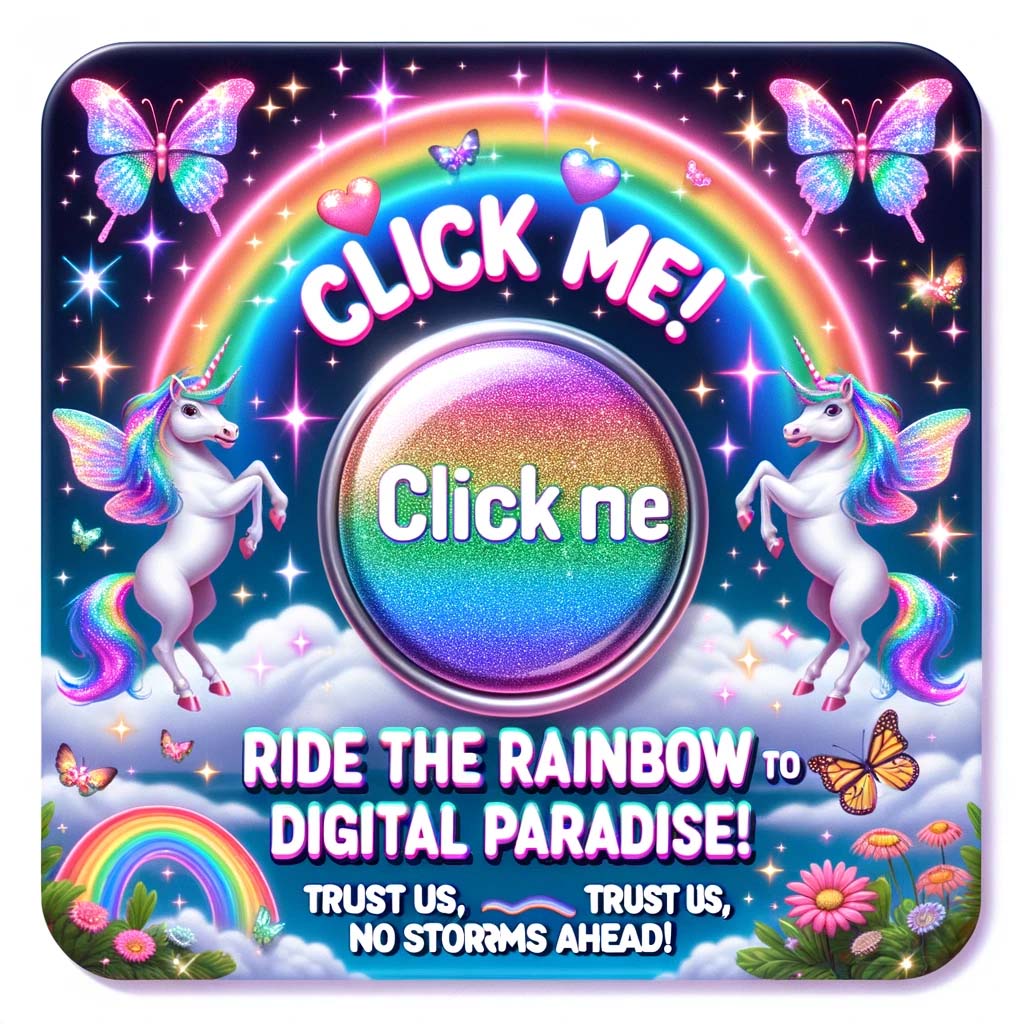 CLICK ME!
Click ne
RIDE THE RAINBOW TO
DIGITAL PARADISE!
TRUST US, TRUST US,
NO STORRMS AHEAD!